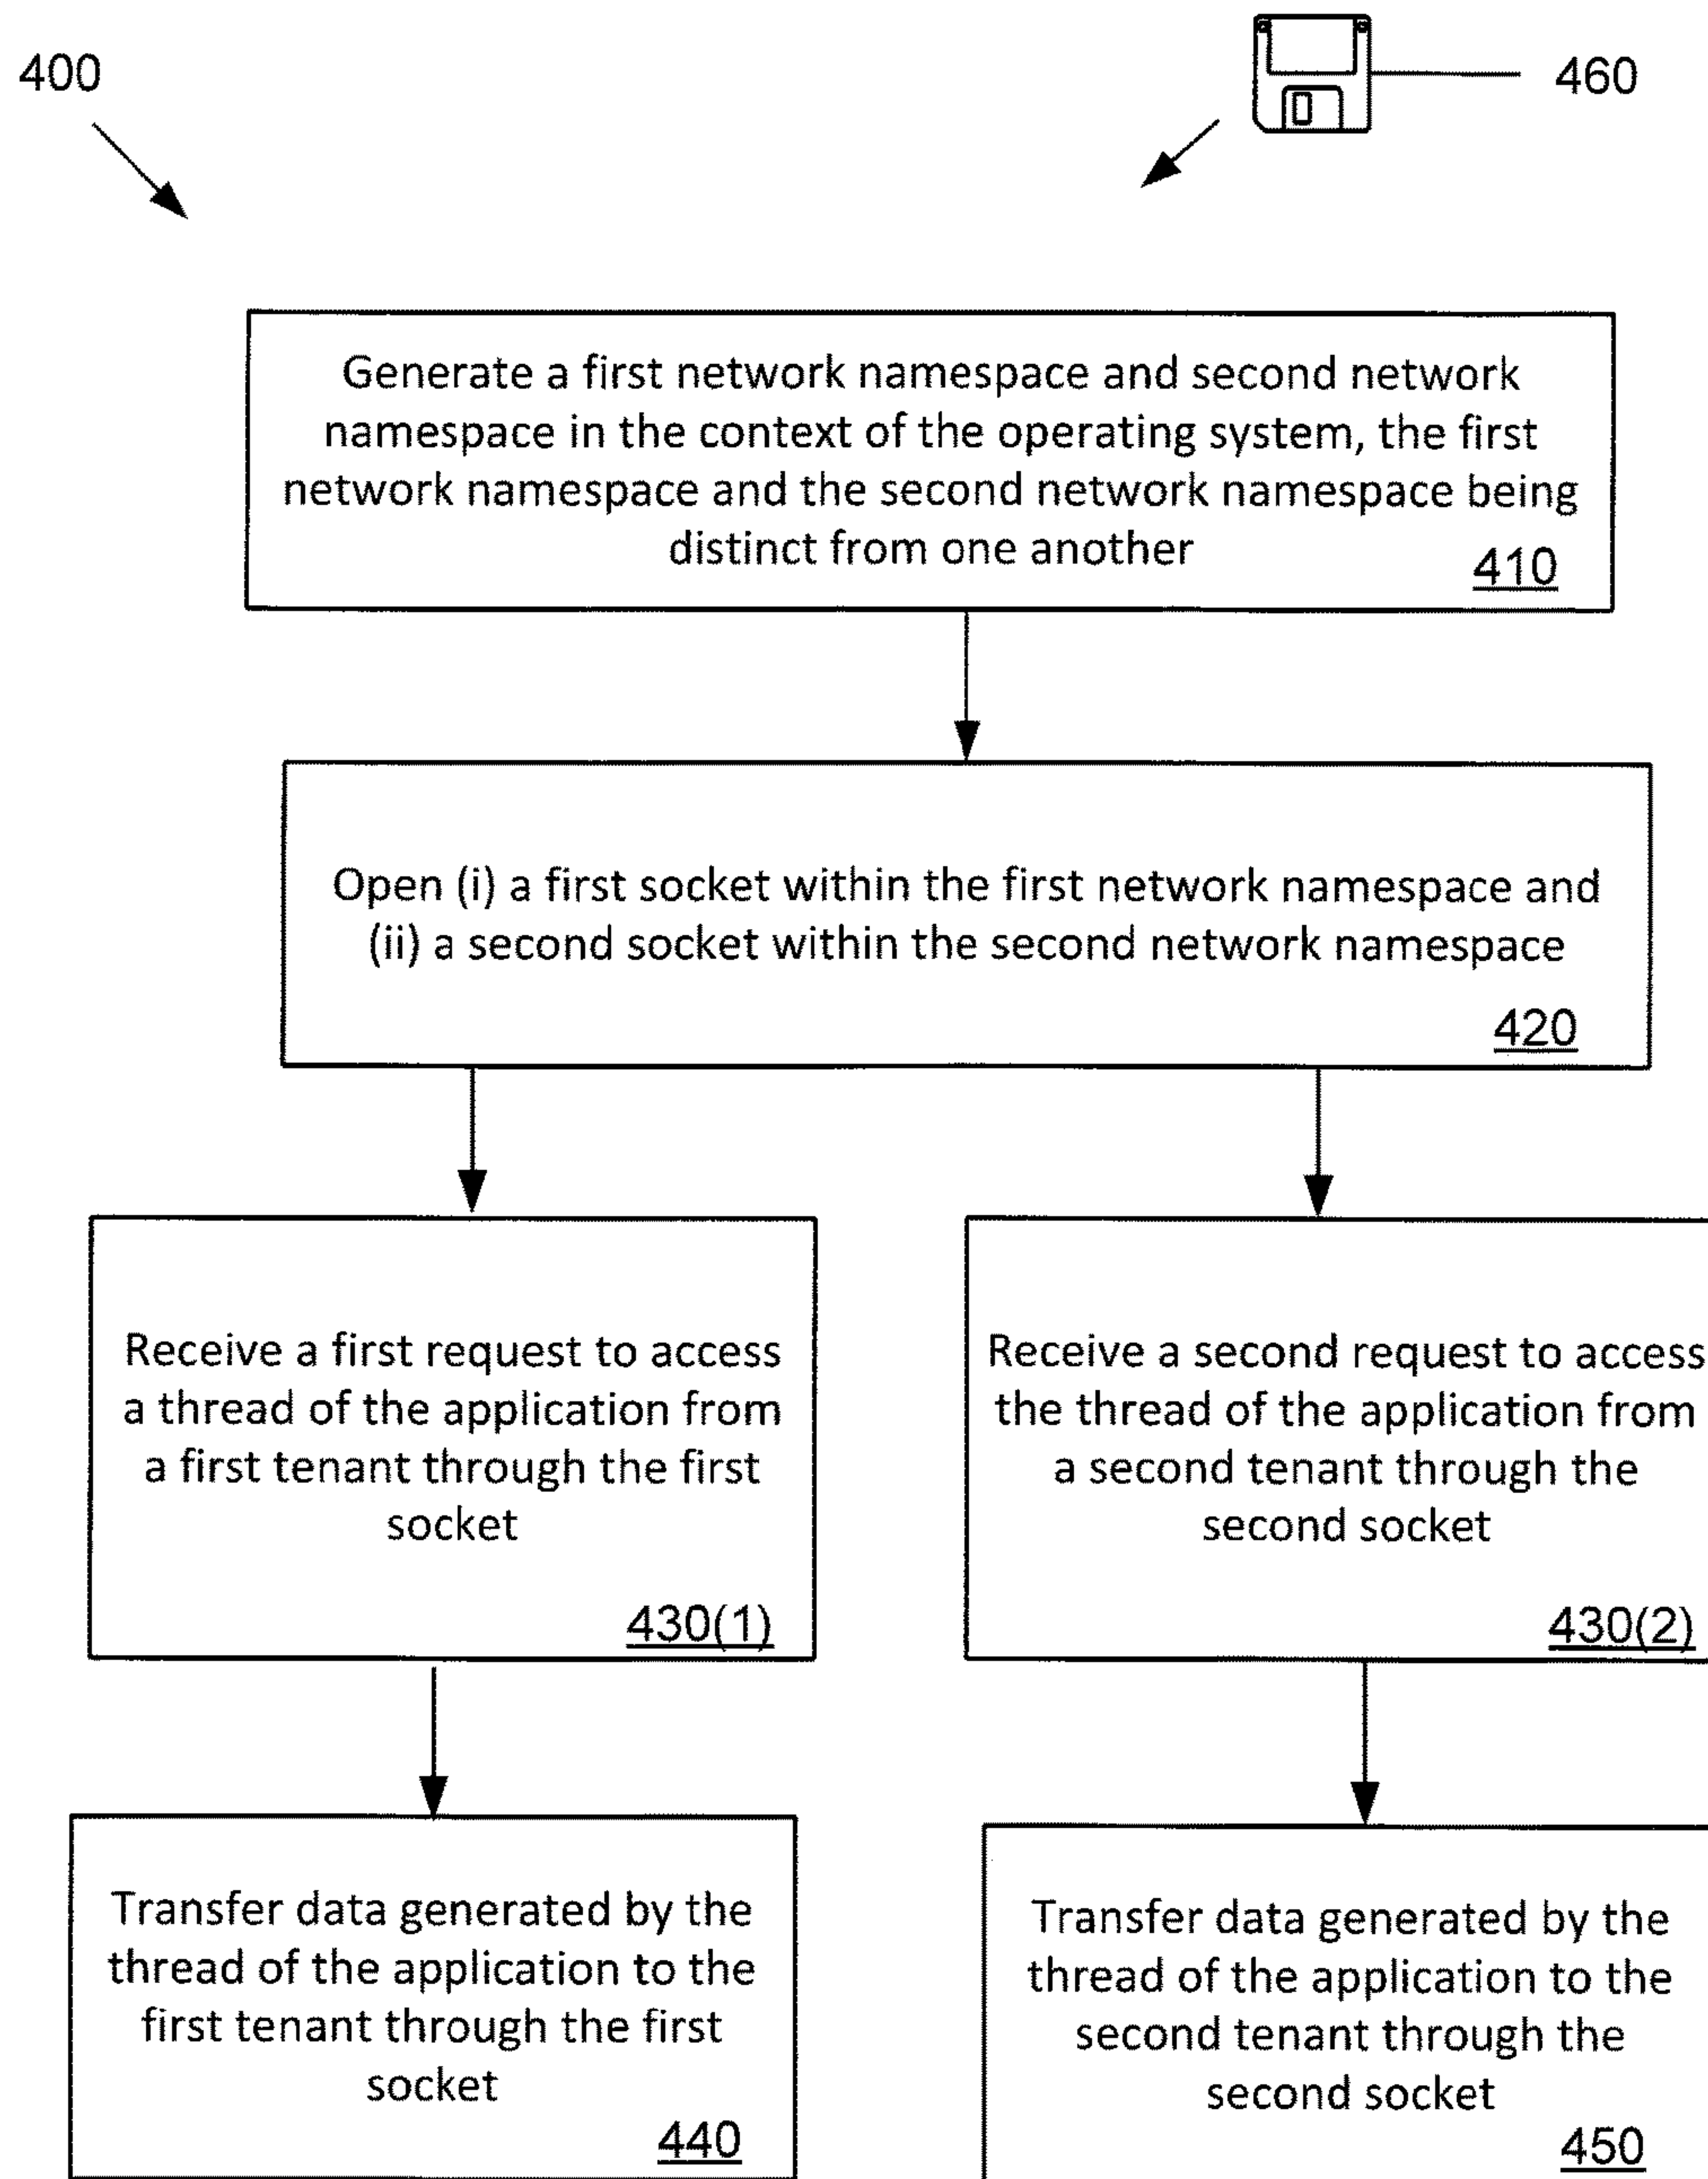 400
460
Generate a first network namespace and second network
namespace in the context of the operating system, the first
network namespace and the second network namespace being
distinct from one another
410
Open (i) a first socket within the first network namespace and
(ii) a second socket within the second network namespace
420
Receive a first request to access
a thread of the application from
a first tenant through the first
socket
430(1)
Receive a second request to access
the thread of the application from
a second tenant through the
second socket
430(2)
Transfer data generated by the
thread of the application to the
first tenant through the first
socket
440
Transfer data generated by the
thread of the application to the
second tenant through the
second socket
450